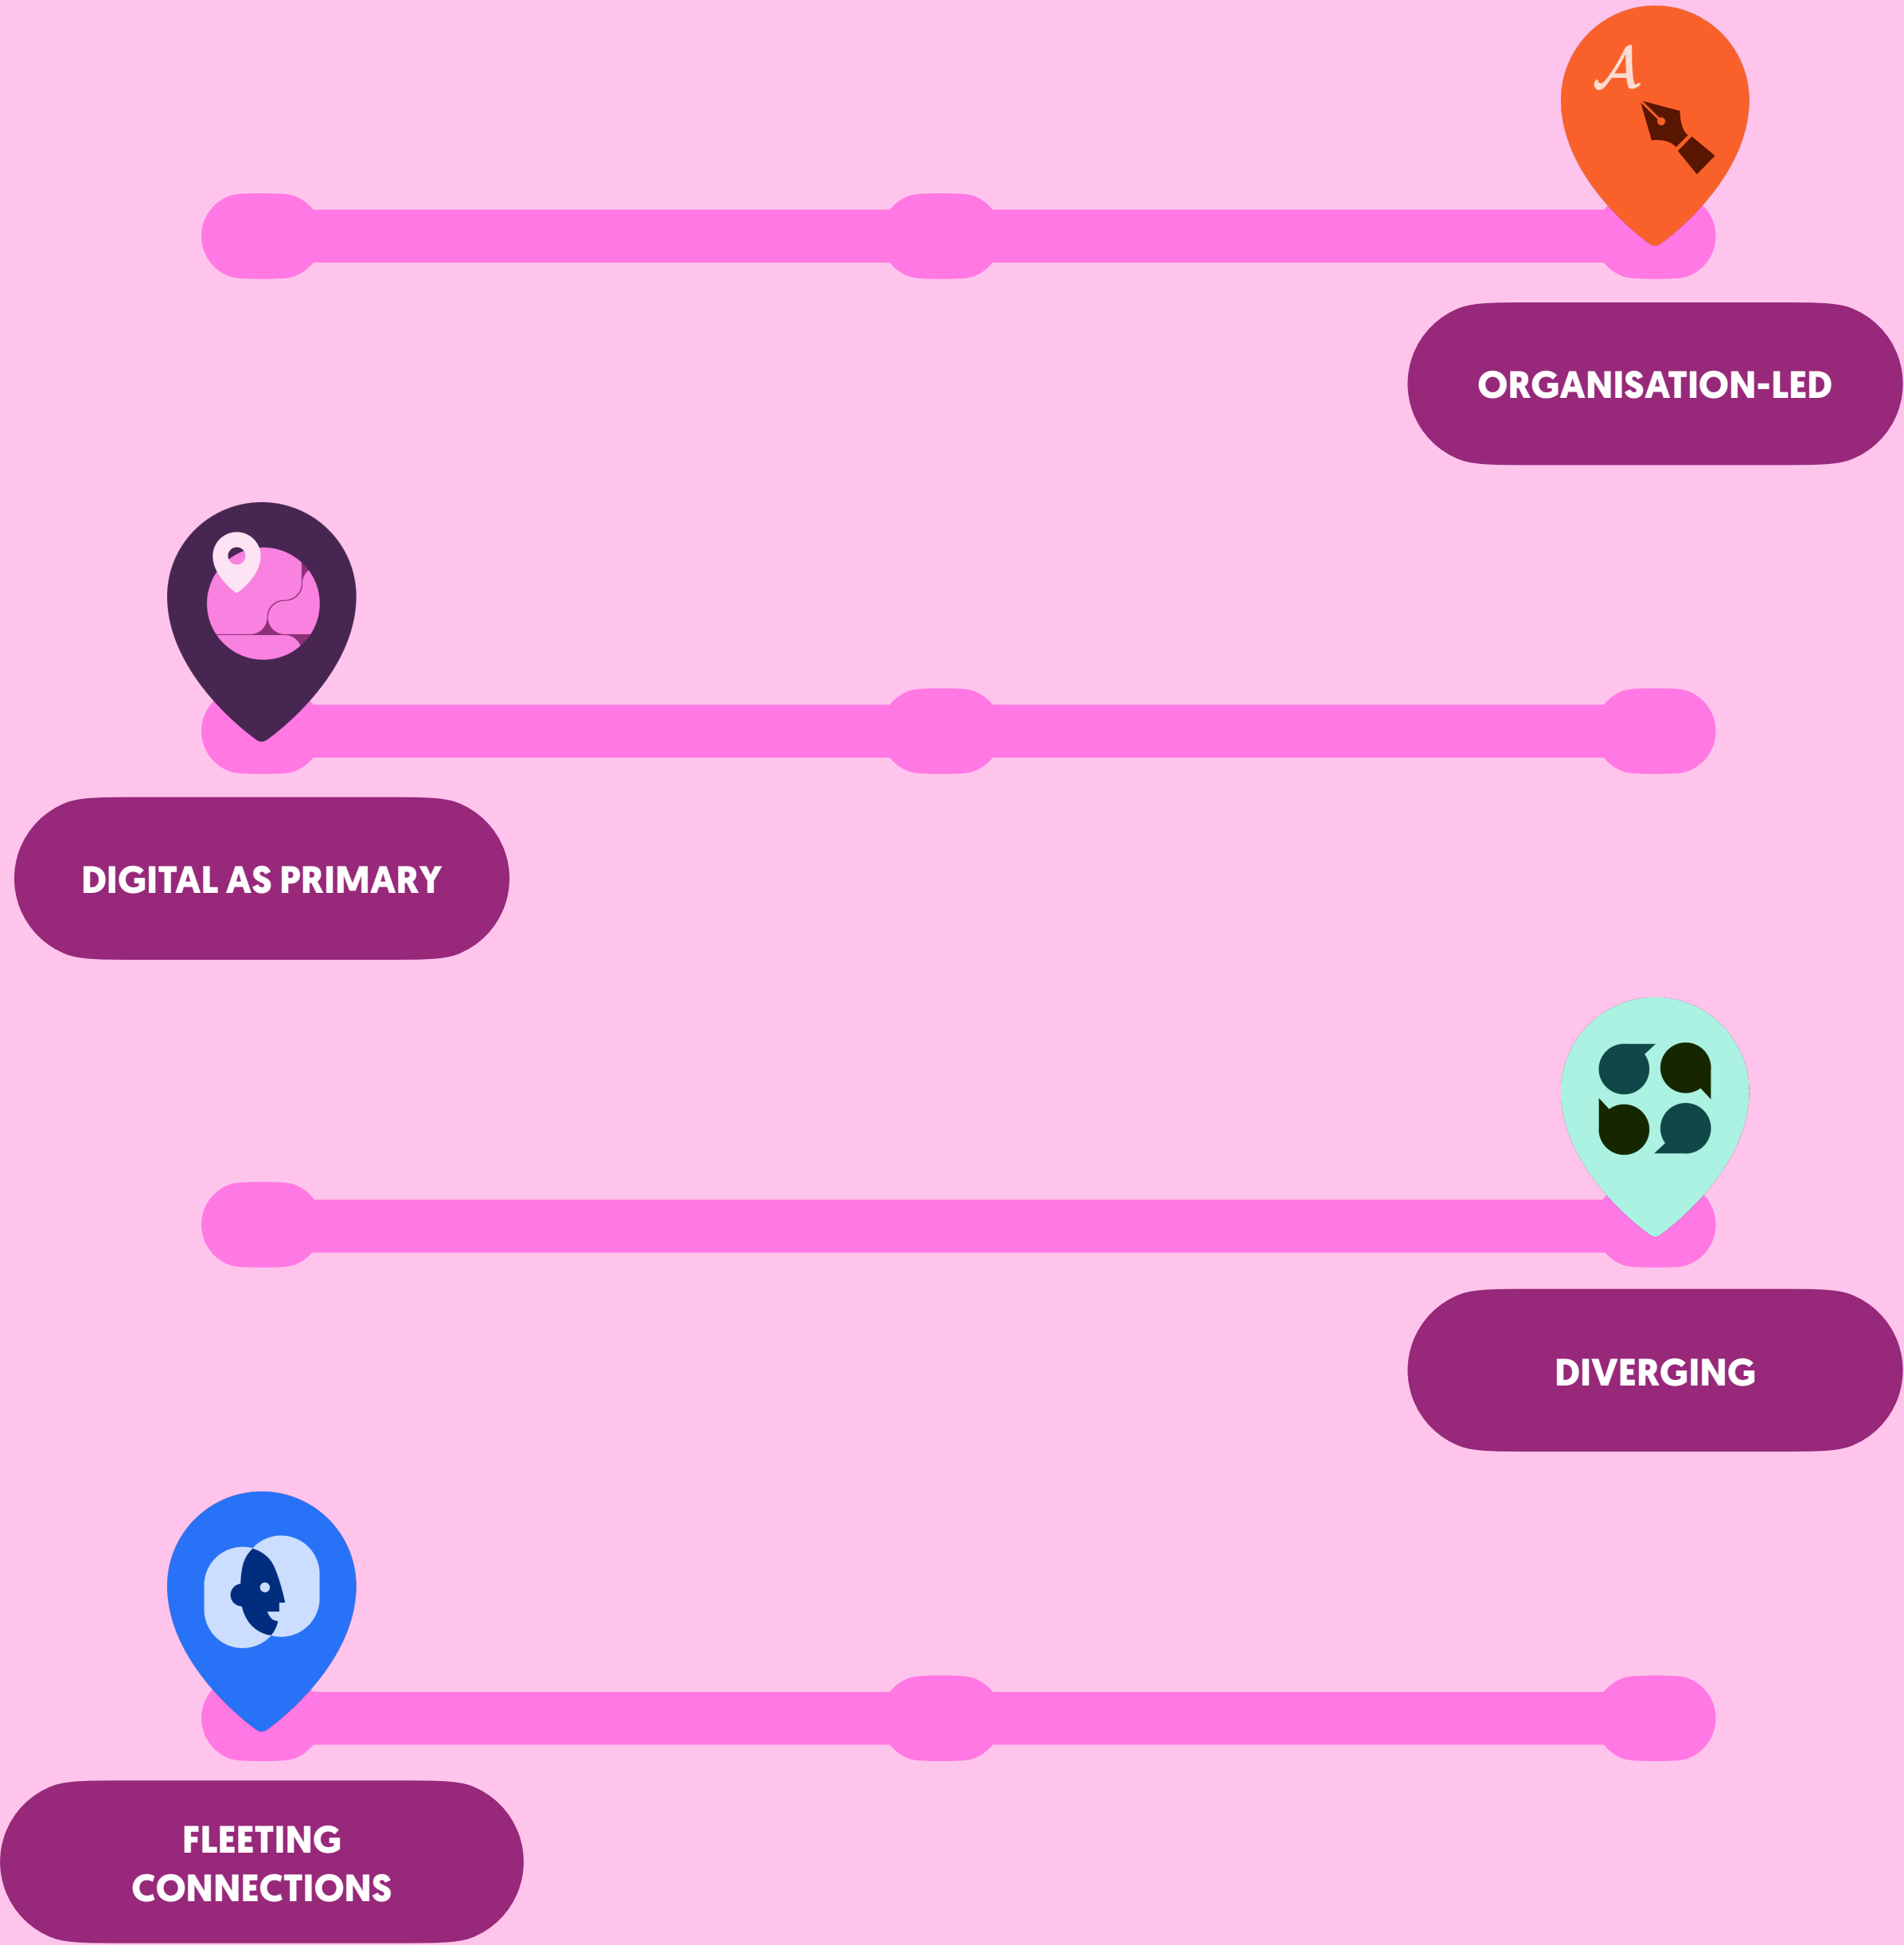 A
ORGANISATION-LED
DIGITAL AS PRIMARY
DIVERGING
FLEETING
CONNECTIONS